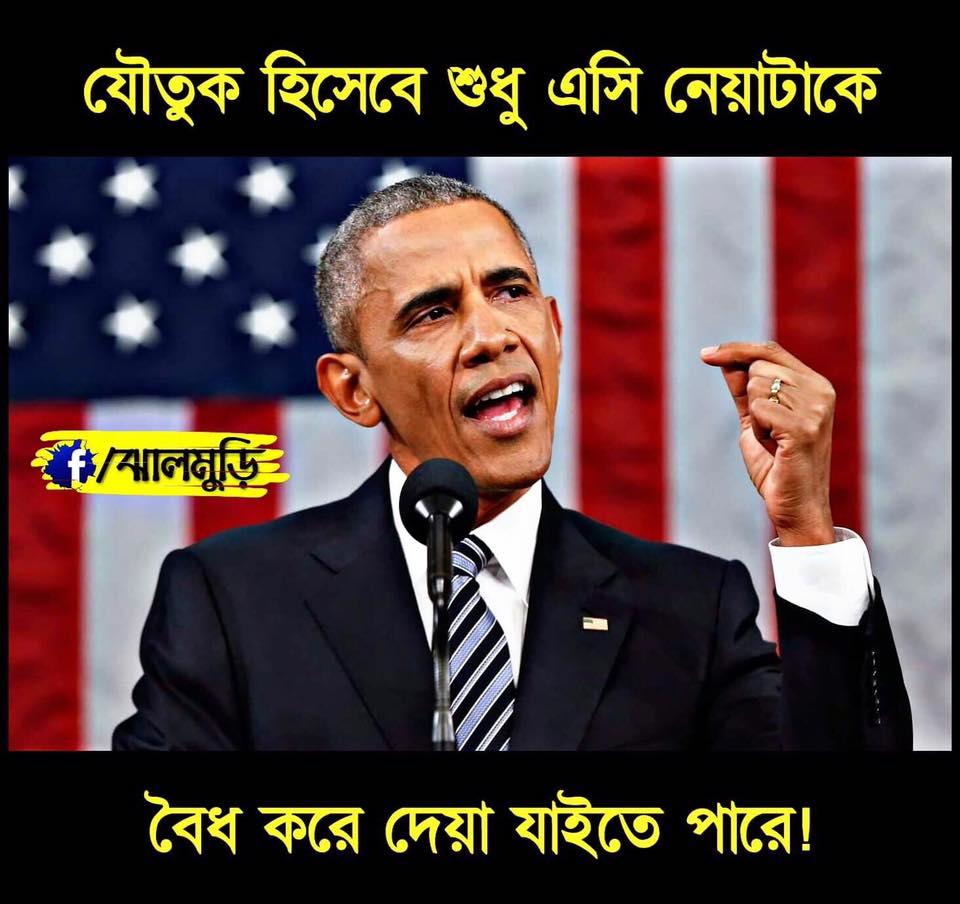 যৌতুক হিসেবে শুধু এসি নেয়াটাকে
f/ঝালমুড়ি
বৈধ করে দেয়া যাইতে পারে!